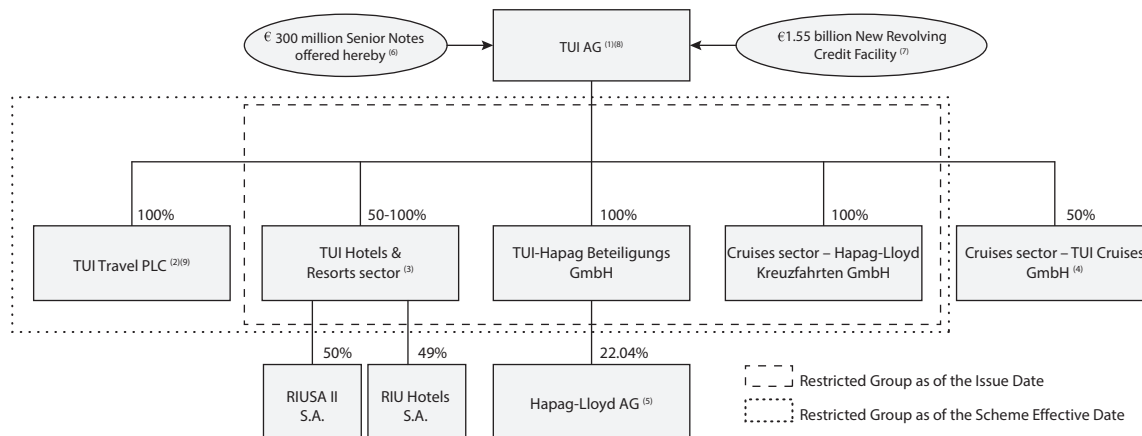 € 300 million Senior Notes
offered hereby (6)
TUI AG (1)(8)
€1.55 billion New Revolving
Credit Facility (7)
100%
50-100%
100%
100%
50%
TUI Travel PLC (2)(9)
TUI Hotels &
Resorts sector (3)
TUI-Hapag Beteiligungs
GmbH
Cruises sector – Hapag-Lloyd
Kreuzfahrten GmbH
Cruises sector – TUI Cruises
GmbH (4)
50%
49%
22.04%
RIUSA II
S.A.
RIU Hotels
S.A.
Hapag-Lloyd AG (5)
Restricted Group as of the Issue Date
Restricted Group as of the Scheme Effective Date